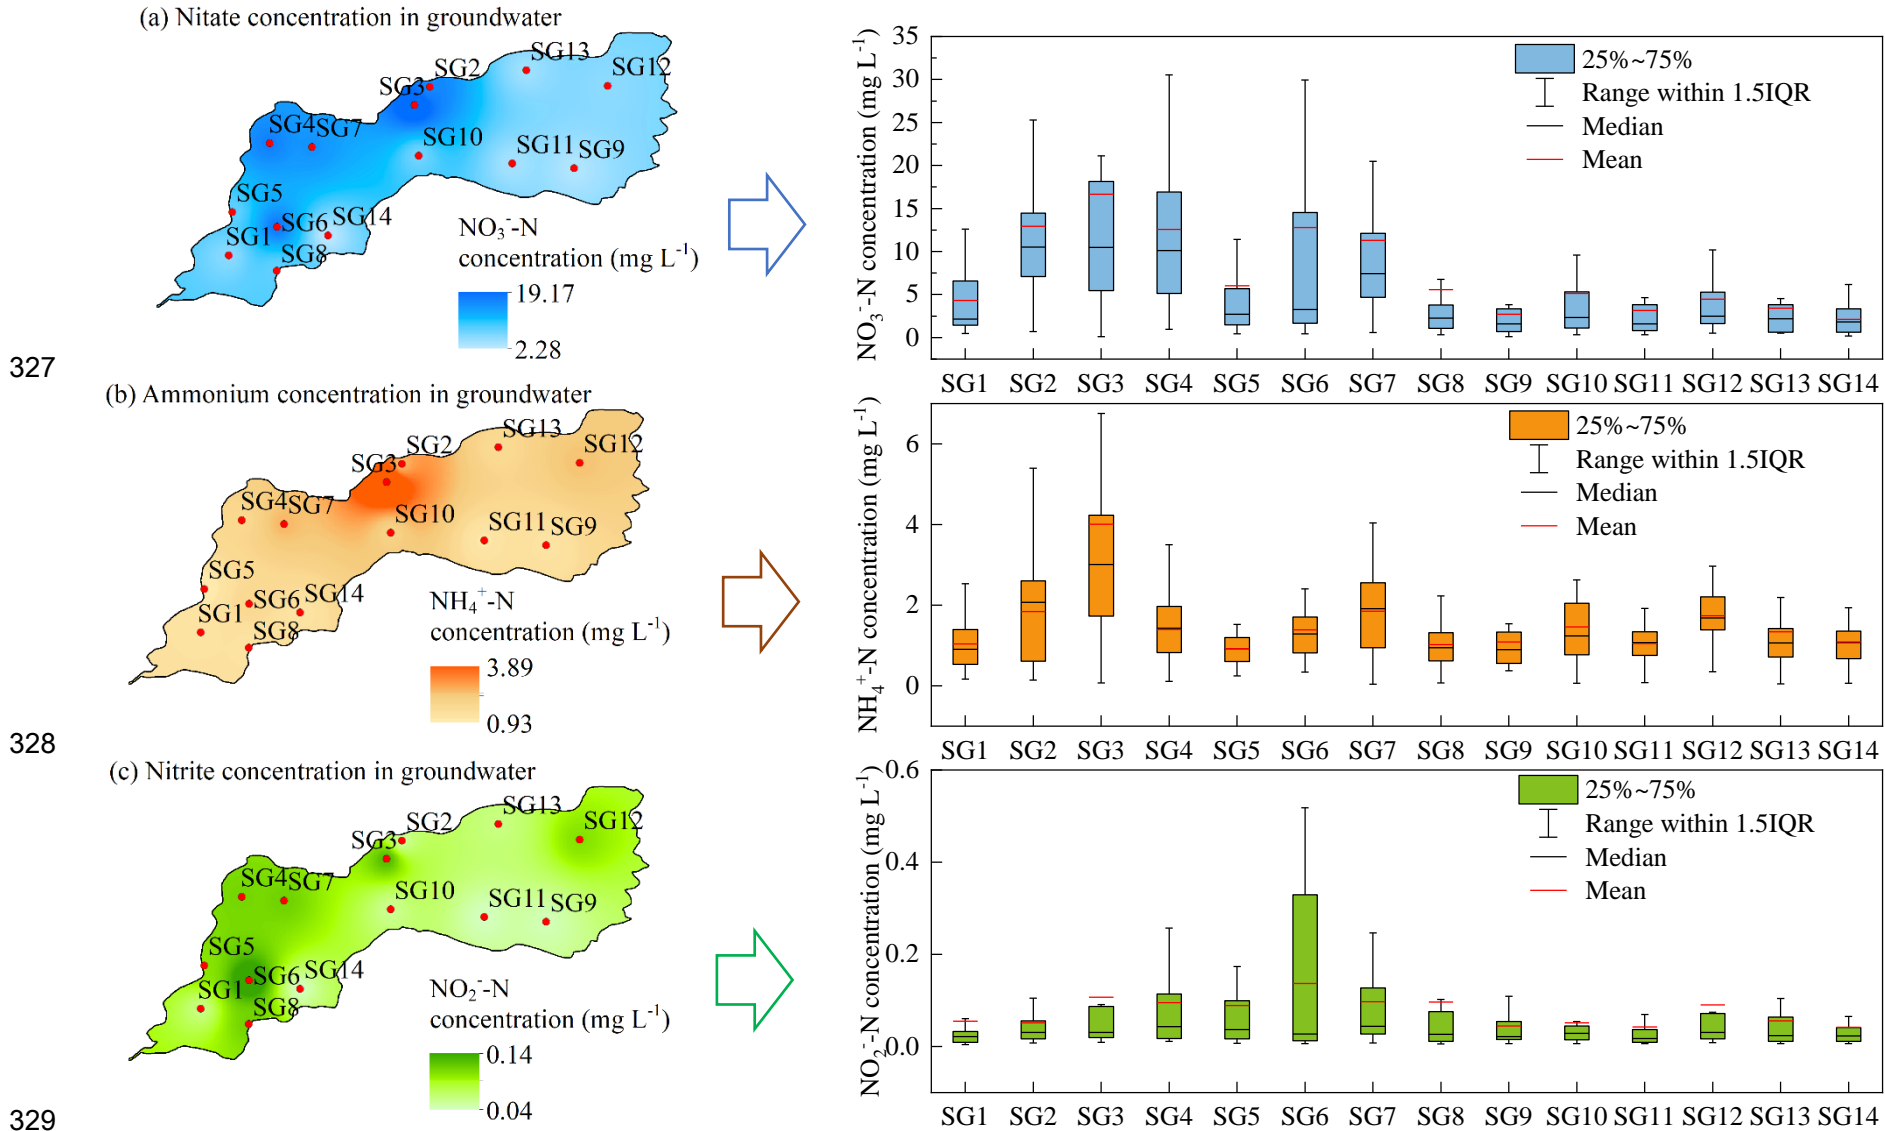 (a) Nitate concentration in groundwater
SG13
SG2
SG12
SG3
SG4
SG7
SG10
SG11
SG9
SG5
SG6
SG14
SG1
SG8
NO₃⁻-N
concentration (mg L⁻¹)
19.17
2.28
327
NO₃⁻-N concentration (mg L⁻¹)
35
30
25
20
15
10
5
0
25%~75%
Range within 1.5IQR
Median
Mean
SG1 SG2 SG3 SG4 SG5 SG6 SG7 SG8 SG9 SG10 SG11 SG12 SG13 SG14
(b) Ammonium concentration in groundwater
SG13
SG2
SG12
SG3
SG4
SG7
SG10
SG11
SG9
SG5
SG6
SG14
SG1
SG8
NH₄⁺-N
concentration (mg L⁻¹)
3.89
0.93
328
NH₄⁺-N concentration (mg L⁻¹)
6
4
2
0
25%~75%
Range within 1.5IQR
Median
Mean
SG1 SG2 SG3 SG4 SG5 SG6 SG7 SG8 SG9 SG10 SG11 SG12 SG13 SG14
(c) Nitrite concentration in groundwater
SG13
SG2
SG12
SG3
SG4
SG7
SG10
SG11
SG9
SG5
SG6
SG14
SG1
SG8
NO₂⁻-N
concentration (mg L⁻¹)
0.14
0.04
329
NO₂⁻-N concentration (mg L⁻¹)
0.6
0.4
0.2
0.0
25%~75%
Range within 1.5IQR
Median
Mean
SG1 SG2 SG3 SG4 SG5 SG6 SG7 SG8 SG9 SG10 SG11 SG12 SG13 SG14